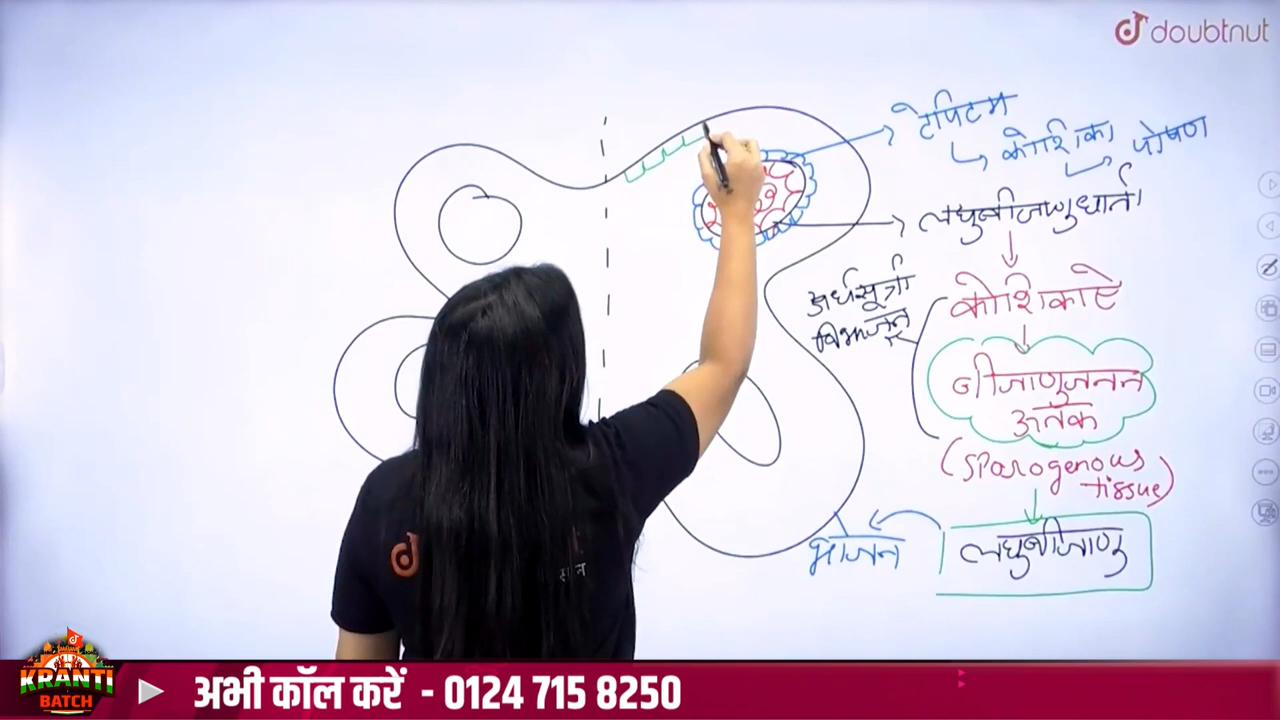 doubtnut
टेपिटम
कोशिका पोषण
लघुबीजाणुधानी
कोशिकाऐ
अर्धसूत्री
विभाजन
बीजाणुजनन
ऊतक
(Sparogenous
tissue)
लघुबीजाणु
भाजन
KRANTI
BATCH
अभी कॉल करें - 0124 715 8250